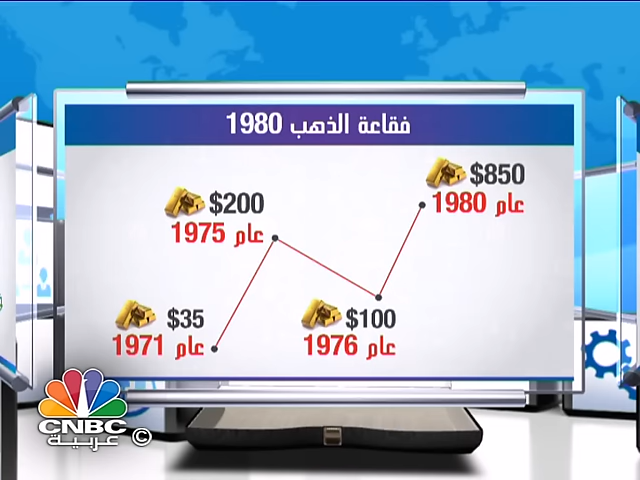 فقاعة الذهب 1980
$850
عام 1980
$200
عام 1975
$35
عام 1971
$100
عام 1976
CNBC
عربية ©